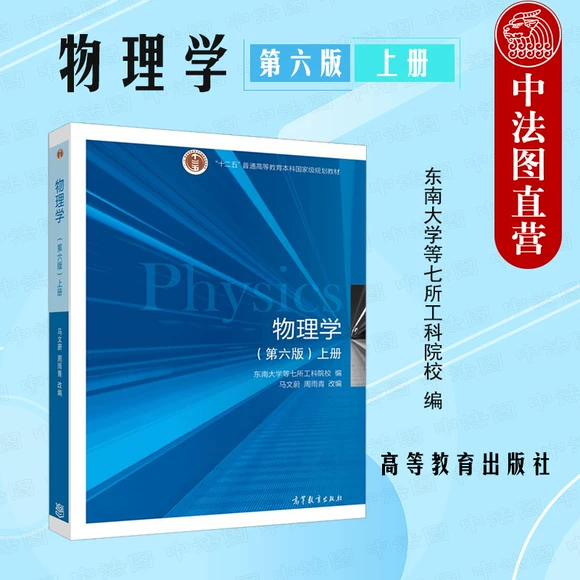 物理学 第六版 上册
中法图直营
东南大学等七所工科院校 编
高等教育出版社
"十二五"普通高等教育本科国家级规划教材
Physics
物理学
(第六版)上册
东南大学等七所工科院校 编
马文蔚 周雨青 改编
高等教育出版社
物理学
(第六版)上册
马文蔚 周雨青 改编